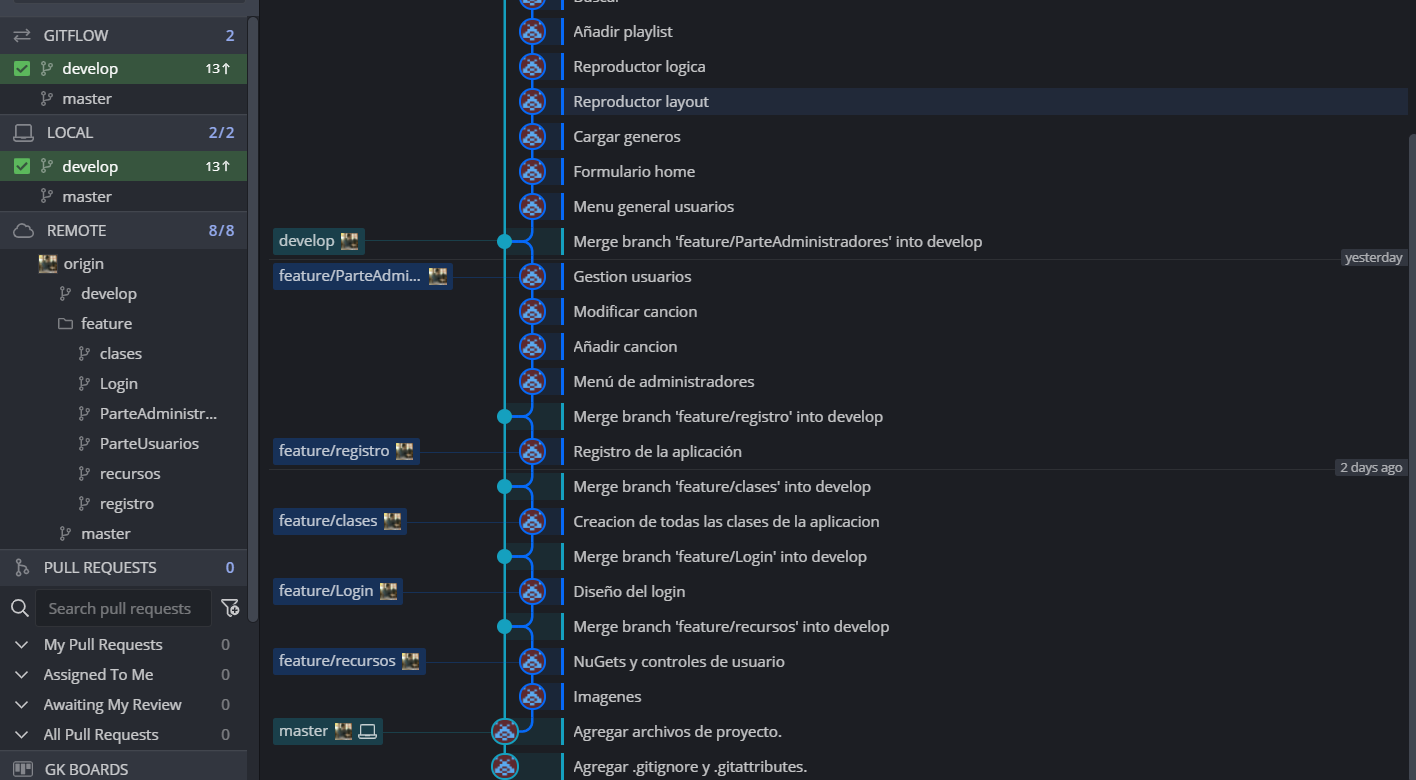 GITFLOW 2
develop 13↑
master
LOCAL 2/2
develop 13↑
master
REMOTE 8/8
origin
develop
feature
clases
Login
ParteAdministr...
ParteUsuarios
recursos
registro
master
PULL REQUESTS 0
Search pull requests
My Pull Requests 0
Assigned To Me 0
Awaiting My Review 0
All Pull Requests 0
GK BOARDS
Añadir playlist
Reproductor logica
Reproductor layout
Cargar generos
Formulario home
Menu general usuarios
develop Merge branch 'feature/ParteAdministradores' into develop
yesterday
feature/ParteAdmi... Gestion usuarios
Modificar cancion
Añadir cancion
Menú de administradores
Merge branch 'feature/registro' into develop
feature/registro Registro de la aplicación
2 days ago
Merge branch 'feature/clases' into develop
feature/clases Creacion de todas las clases de la aplicacion
Merge branch 'feature/Login' into develop
feature/Login Diseño del login
Merge branch 'feature/recursos' into develop
feature/recursos NuGets y controles de usuario
Imagenes
master Agregar archivos de proyecto.
Agregar .gitignore y .gitattributes.